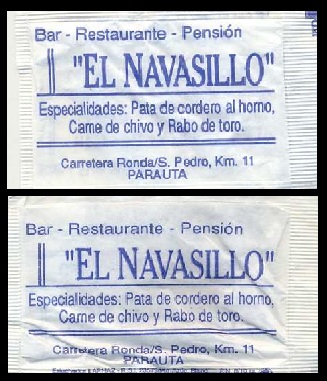 Bar - Restaurante - Pensión
"EL NAVASILLO"
Especialidades: Pata de cordero al horno,
Carne de chivo y Rabo de toro.
Carretera Ronda/S. Pedro, Km. 11
PARAUTA
Bar - Restaurante - Pensión
"EL NAVASILLO"
Especialidades: Pata de cordero al horno,
Carne de chivo y Rabo de toro.
Carretera Ronda/S. Pedro, Km. 11
PARAUTA